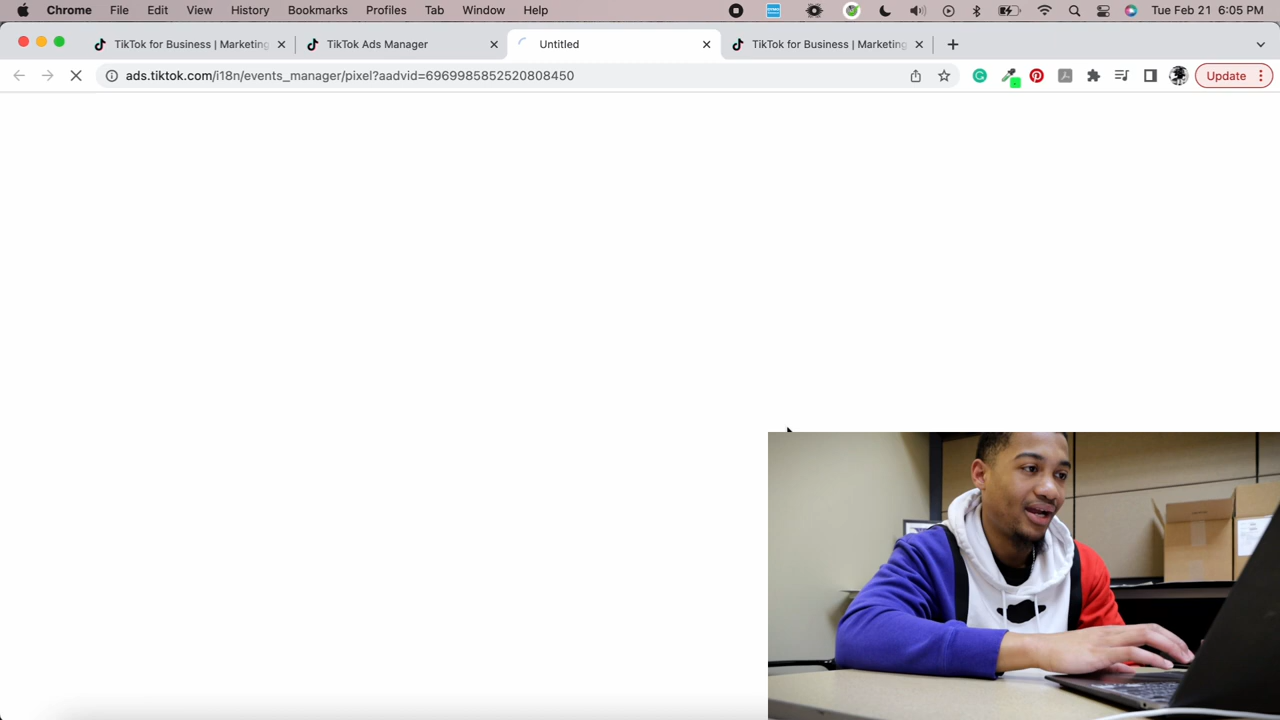 Chrome File Edit View History Bookmarks Profiles Tab Window Help Tue Feb 21 6:05 PM
TikTok for Business | Marketing TikTok Ads Manager Untitled TikTok for Business | Marketing
ads.tiktok.com/i18n/events_manager/pixel?aadvid=6969985852520808450 Update